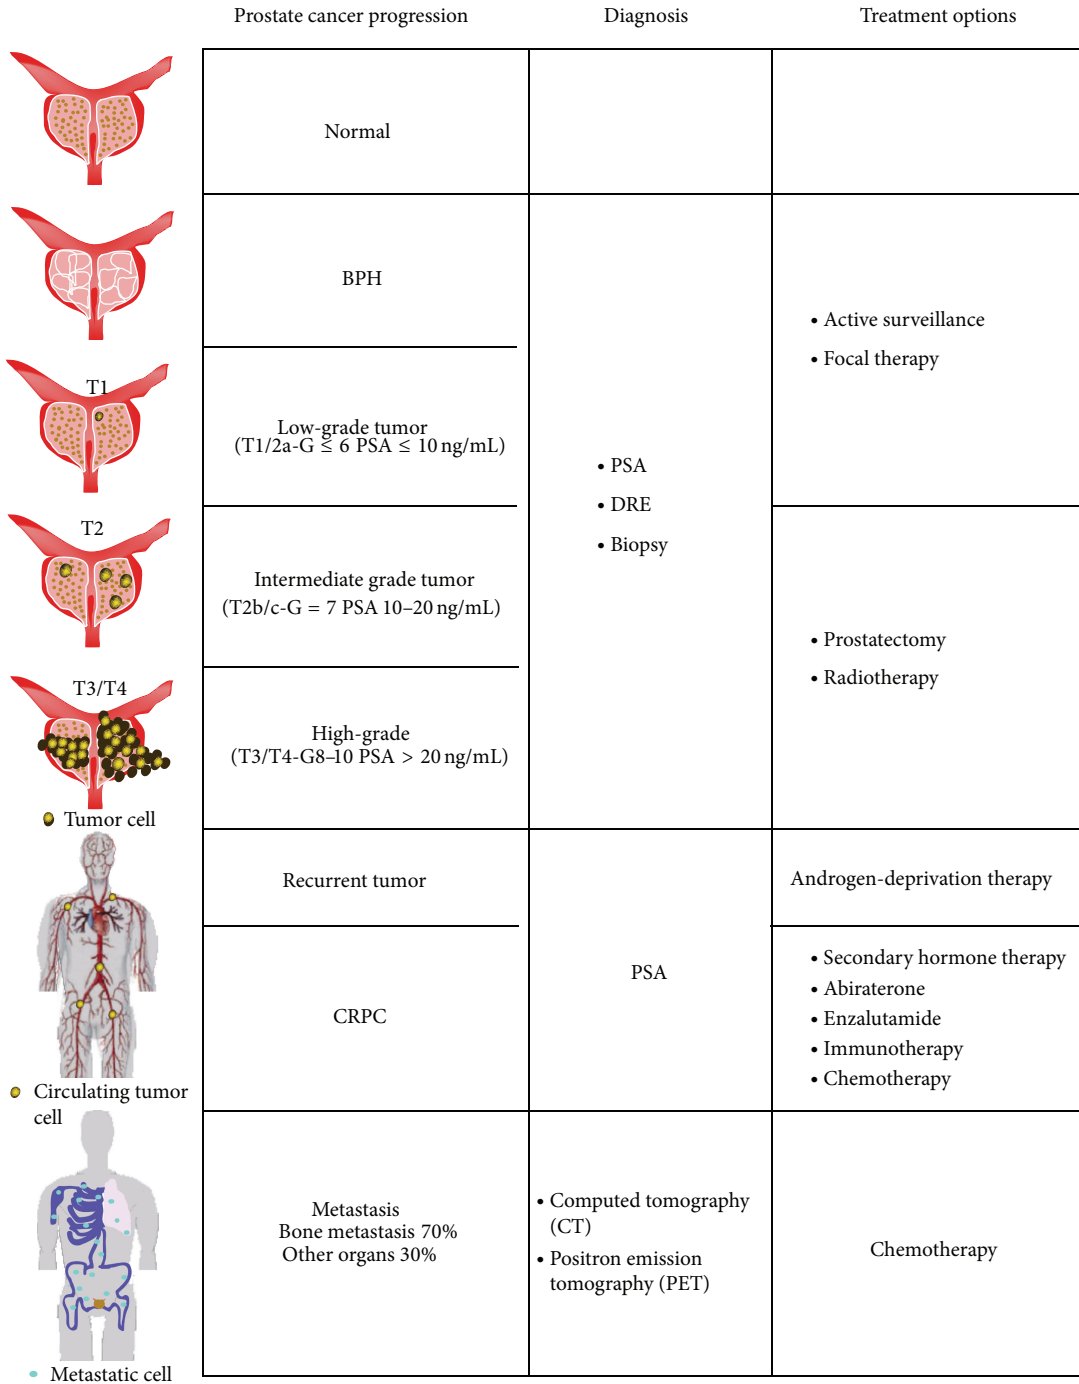 Prostate cancer progression
Diagnosis
Treatment options
Normal
BPH
• Active surveillance
• Focal therapy
T1
Low-grade tumor
(T1/2a-G ≤ 6 PSA ≤ 10 ng/mL)
• PSA
• DRE
• Biopsy
T2
Intermediate grade tumor
(T2b/c-G = 7 PSA 10–20 ng/mL)
• Prostatectomy
• Radiotherapy
T3/T4
High-grade
(T3/T4-G8–10 PSA > 20 ng/mL)
Tumor cell
Recurrent tumor
Androgen-deprivation therapy
PSA
CRPC
• Secondary hormone therapy
• Abiraterone
• Enzalutamide
• Immunotherapy
• Chemotherapy
Circulating tumor
cell
Metastasis
Bone metastasis 70%
Other organs 30%
• Computed tomography
(CT)
• Positron emission
tomography (PET)
Chemotherapy
Metastatic cell